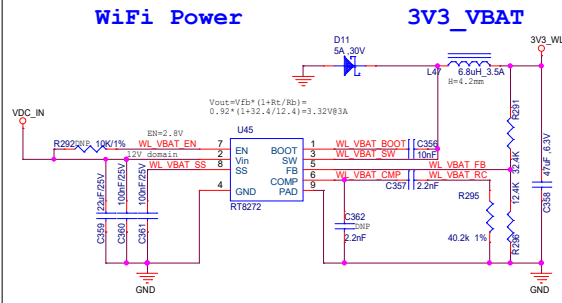 WiFi Power
3V3_VBAT
D11
5A ,30V
3V3_WL
L47
6.8uH_3.5A
H=4.2mm
Vout=Vfb*(1+Rt/Rb)=
0.92*(1+32.4/12.4)=3.32V@3A
VDC_IN
R292
DNP
10K/1%
WL_VBAT_EN
EN=2.8V
12V domain
WL_VBAT_SS
U45
7
EN
2
Vin
8
SS
4
GND
BOOT
1
SW
3
FB
5
COMP
6
PAD
9
RT8272
WL_VBAT_BOOT
C356
WL_VBAT_SW
10nF
WL_VBAT_FB
WL_VBAT_CMP
WL_VBAT_RC
C357
2.2nF
C362
DNP
2.2nF
R295
40.2k 1%
R291
32.4K
12.4K
R296
C358
47uF ,6.3V
22uF/25V
100nF/25V
100nF/25V
C359
C360
C361
GND
GND